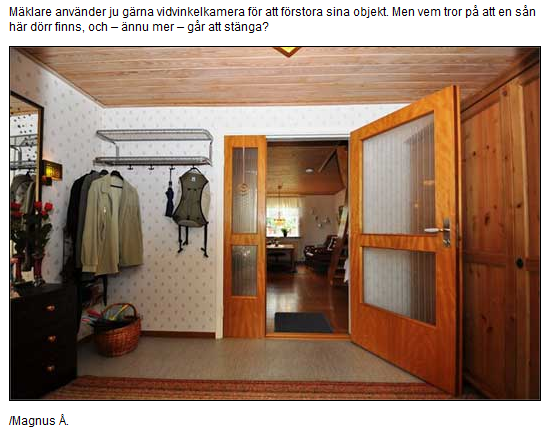 Mäklare använder ju gärna vidvinkelkamera för att förstora sina objekt. Men vem tror på att en sån
här dörr finns, och – ännu mer – går att stänga?
/Magnus Å.